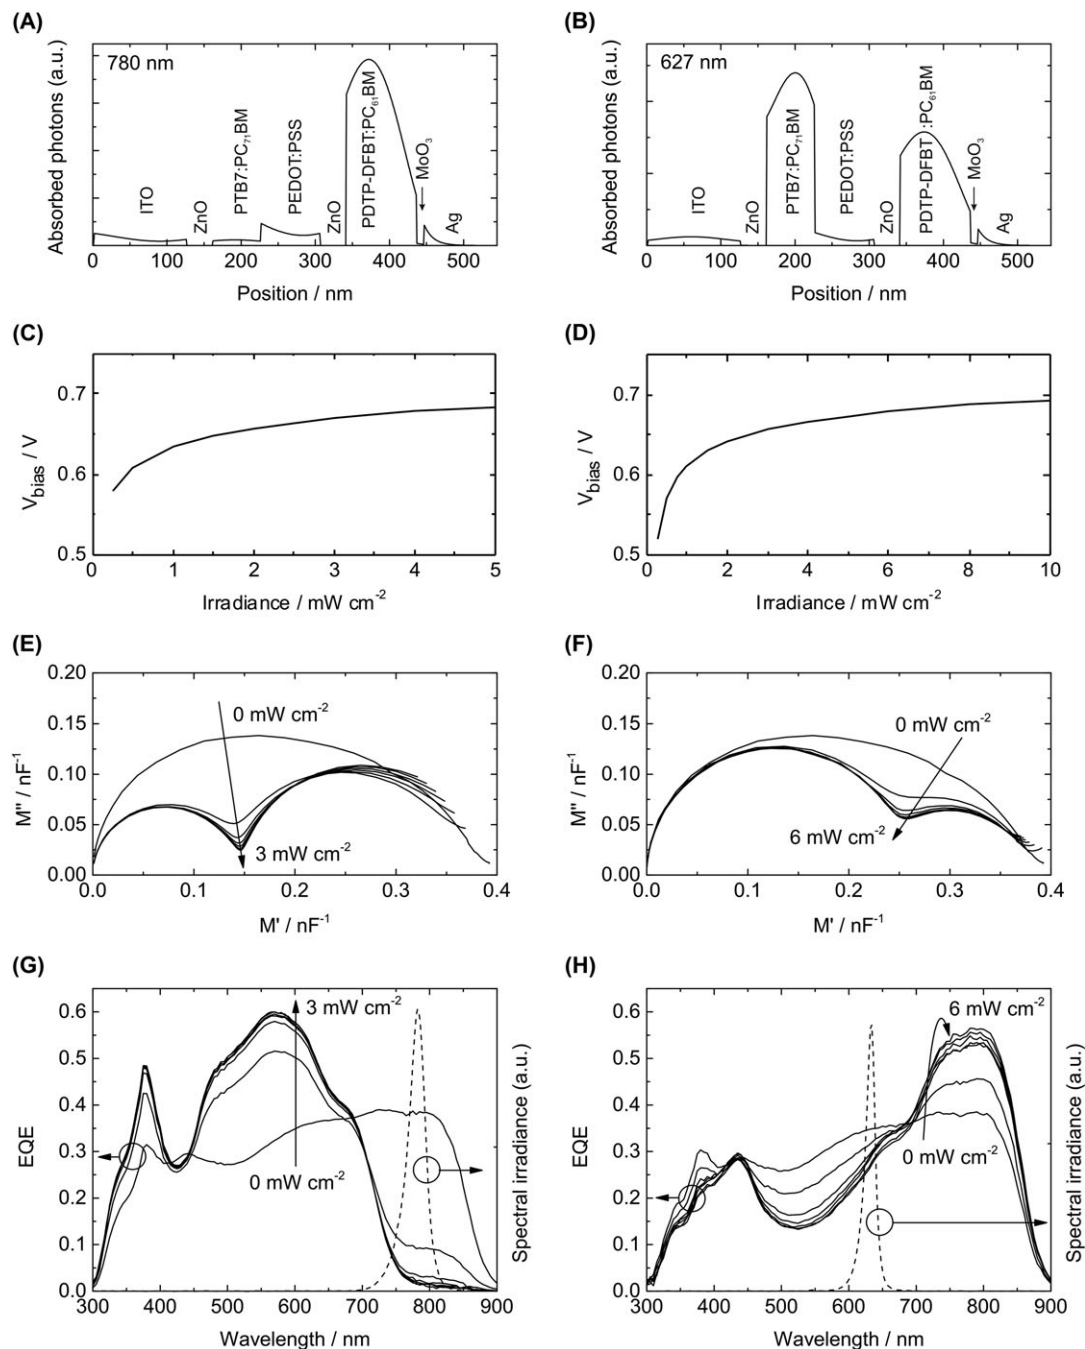 (A)
780 nm
Absorbed photons (a.u.)
ITO
ZnO
PTB7:PC₇₁BM
PEDOT:PSS
ZnO
PDTP-DFBT:PC₆₁BM
MoO₃
Ag
0 100 200 300 400 500
Position / nm
(B)
627 nm
Absorbed photons (a.u.)
ITO
ZnO
PTB7:PC₇₁BM
PEDOT:PSS
ZnO
PDTP-DFBT:PC₆₁BM
MoO₃
Ag
0 100 200 300 400 500
Position / nm
(C)
0.7
0.6
0.5
V_bias / V
0 1 2 3 4 5
Irradiance / mW cm⁻²
(D)
0.7
0.6
0.5
V_bias / V
0 2 4 6 8 10
Irradiance / mW cm⁻²
(E)
0.20
0.15
0.10
0.05
0.00
M'' / nF⁻¹
0 mW cm⁻²
3 mW cm⁻²
0.0 0.1 0.2 0.3 0.4
M' / nF⁻¹
(F)
0.20
0.15
0.10
0.05
0.00
M'' / nF⁻¹
0 mW cm⁻²
6 mW cm⁻²
0.0 0.1 0.2 0.3 0.4
M' / nF⁻¹
(G)
0.6
0.5
0.4
0.3
0.2
0.1
0.0
EQE
3 mW cm⁻²
0 mW cm⁻²
Spectral irradiance (a.u.)
300 400 500 600 700 800 900
Wavelength / nm
(H)
0.6
0.5
0.4
0.3
0.2
0.1
0.0
EQE
6 mW cm⁻²
0 mW cm⁻²
Spectral irradiance (a.u.)
300 400 500 600 700 800 900
Wavelength / nm